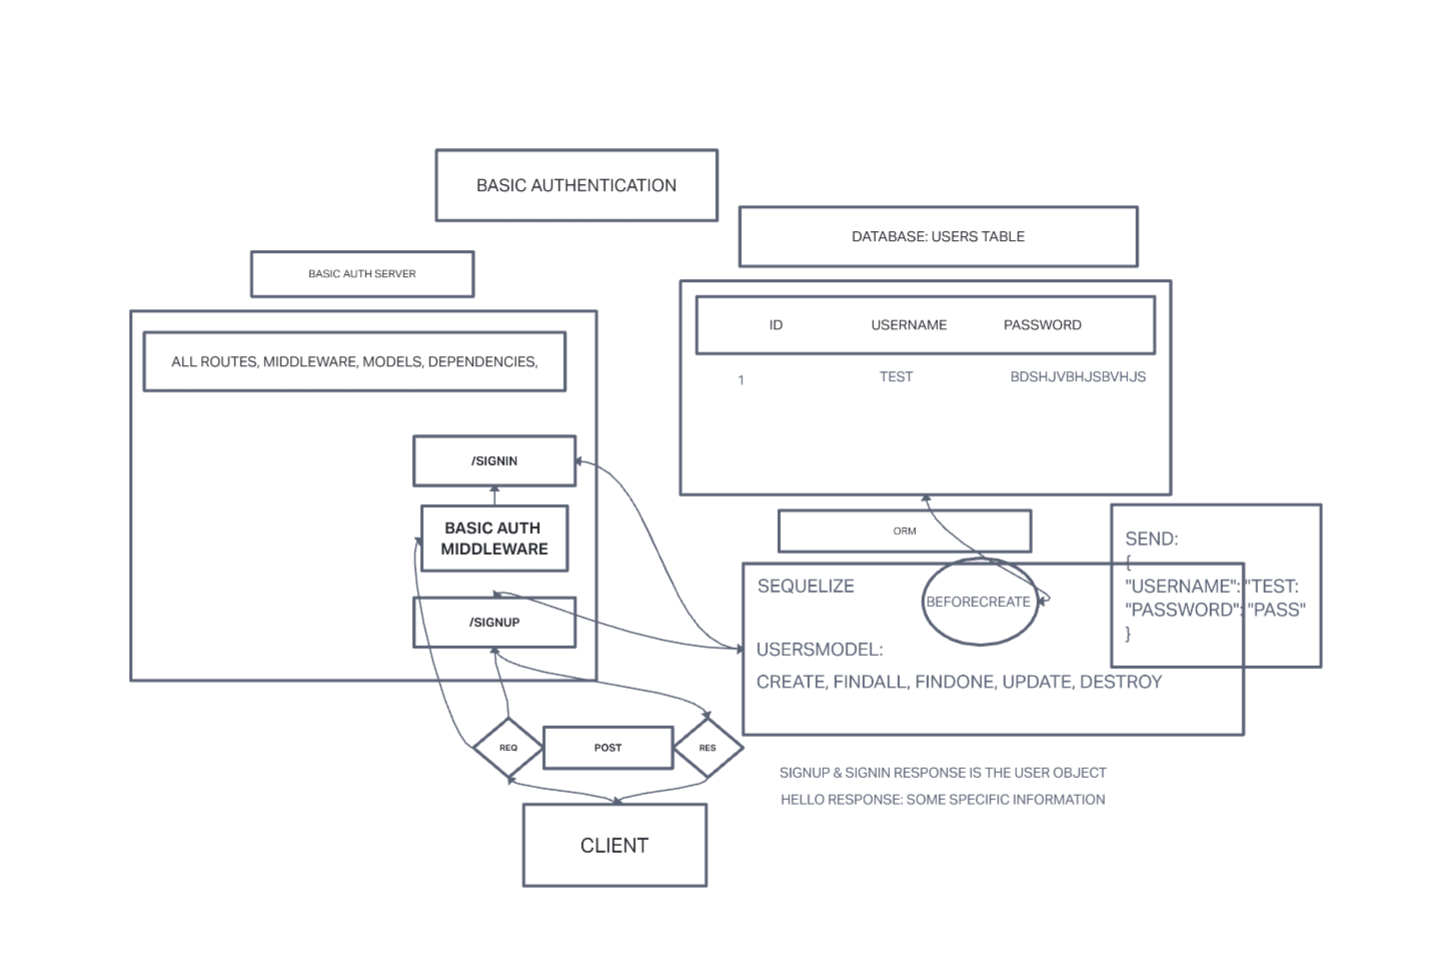 BASIC AUTHENTICATION
DATABASE: USERS TABLE
BASIC AUTH SERVER
ID USERNAME PASSWORD
1 TEST BDSHJVBHJSBVHJS
ALL ROUTES, MIDDLEWARE, MODELS, DEPENDENCIES,
/SIGNIN
BASIC AUTH
MIDDLEWARE
/SIGNUP
ORM
SEQUELIZE
BEFORECREATE
USERSMODEL:
CREATE, FINDALL, FINDONE, UPDATE, DESTROY
SEND:
{
"USERNAME": "TEST:
"PASSWORD": "PASS"
}
REQ
POST
RES
SIGNUP & SIGNIN RESPONSE IS THE USER OBJECT
HELLO RESPONSE: SOME SPECIFIC INFORMATION
CLIENT